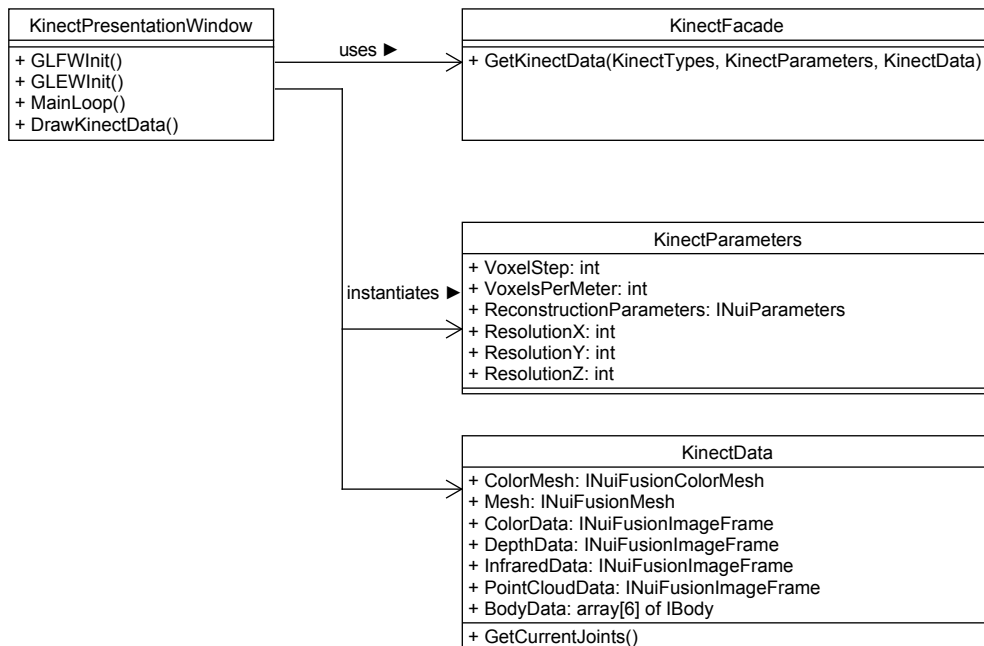 KinectPresentationWindow
+ GLFWInit()
+ GLEWInit()
+ MainLoop()
+ DrawKinectData()
uses ►
KinectFacade
+ GetKinectData(KinectTypes, KinectParameters, KinectData)
instantiates ►
KinectParameters
+ VoxelStep: int
+ VoxelsPerMeter: int
+ ReconstructionParameters: INuiParameters
+ ResolutionX: int
+ ResolutionY: int
+ ResolutionZ: int
KinectData
+ ColorMesh: INuiFusionColorMesh
+ Mesh: INuiFusionMesh
+ ColorData: INuiFusionImageFrame
+ DepthData: INuiFusionImageFrame
+ InfraredData: INuiFusionImageFrame
+ PointCloudData: INuiFusionImageFrame
+ BodyData: array[6] of IBody
+ GetCurrentJoints()